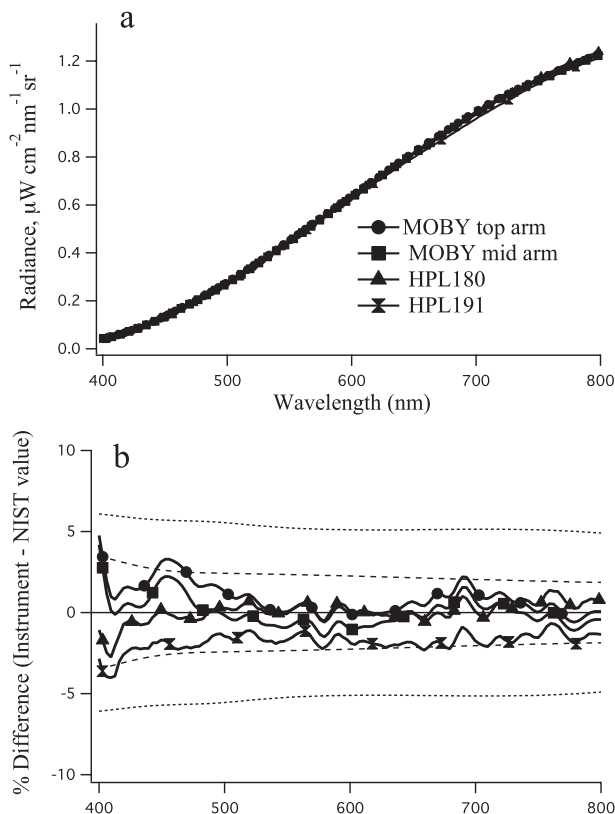 a
1.2
1.0
0.8
0.6
0.4
0.2
0.0
Radiance, µW cm⁻² nm⁻¹ sr⁻¹
MOBY top arm
MOBY mid arm
HPL180
HPL191
400 500 600 700 800
Wavelength (nm)
b
10
5
0
-5
-10
% Difference (Instrument - NIST value)
400 500 600 700 800